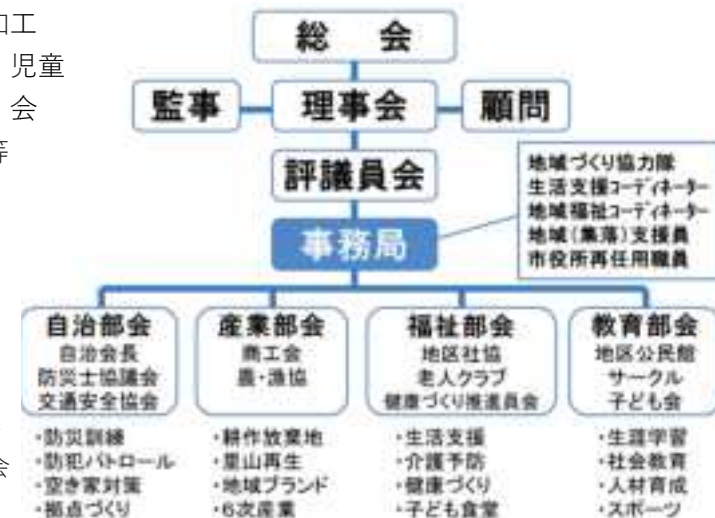 加工
児童
会
等
総　会
監事
理事会
顧問
評議員会
事務局
地域づくり協力隊
生活支援コーディネーター
地域福祉コーディネーター
地域(集落)支援員
市役所再任用職員
自治部会
自治会長
防災士協議会
交通安全協会
・防災訓練
・防犯パトロール
・空き家対策
・拠点づくり
産業部会
商工会
農・漁協
・耕作放棄地
・里山再生
・地域ブランド
・6次産業
福祉部会
地区社協
老人クラブ
健康づくり推進員会
・生活支援
・介護予防
・健康づくり
・子ども食堂
教育部会
地区公民館
サークル
子ども会
・生涯学習
・社会教育
・人材育成
・スポーツ
会